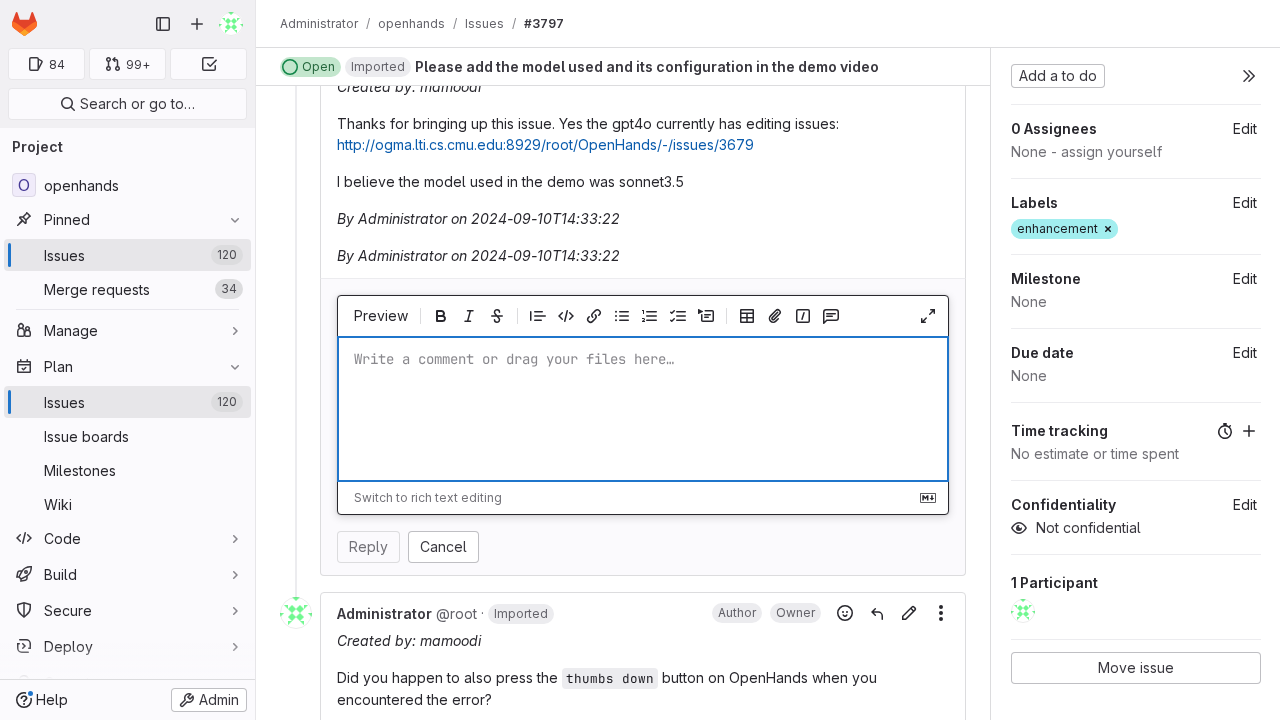 84
99+
Search or go to…
Project
O openhands
Pinned
Issues 120
Merge requests 34
Manage
Plan
Issues 120
Issue boards
Milestones
Wiki
Code
Build
Secure
Deploy
Help
Admin
Administrator / openhands / Issues / #3797
Open Imported Please add the model used and its configuration in the demo video
Created by: mamoodi
Thanks for bringing up this issue. Yes the gpt4o currently has editing issues:
http://ogma.lti.cs.cmu.edu:8929/root/OpenHands/-/issues/3679
I believe the model used in the demo was sonnet3.5
By Administrator on 2024-09-10T14:33:22
By Administrator on 2024-09-10T14:33:22
Preview
Write a comment or drag your files here…
Switch to rich text editing
Reply Cancel
Administrator @root · Imported Author Owner
Created by: mamoodi
Did you happen to also press the thumbs down button on OpenHands when you
encountered the error?
Add a to do
0 Assignees Edit
None - assign yourself
Labels Edit
enhancement ×
Milestone Edit
None
Due date Edit
None
Time tracking
No estimate or time spent
Confidentiality Edit
Not confidential
1 Participant
Move issue